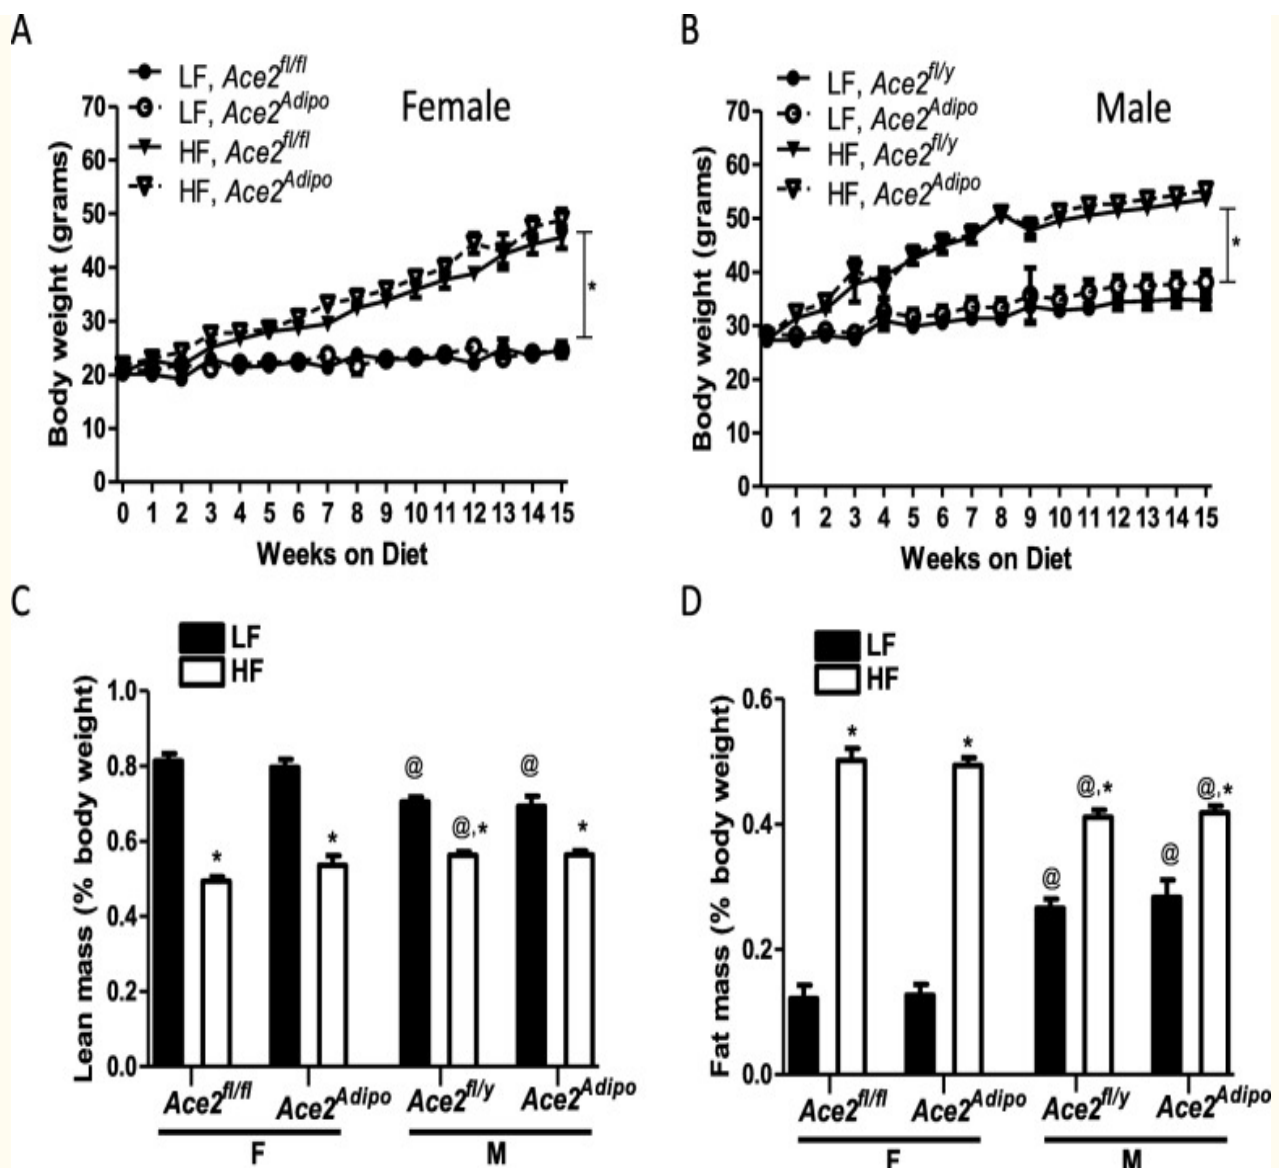 A
LF, Ace2fl/fl
LF, Ace2Adipo
HF, Ace2fl/fl
HF, Ace2Adipo
Female
Body weight (grams)
70
60
50
40
30
20
10
0
*
0 1 2 3 4 5 6 7 8 9 10 11 12 13 14 15
Weeks on Diet
B
LF, Ace2fl/y
LF, Ace2Adipo
HF, Ace2fl/y
HF, Ace2Adipo
Male
Body weight (grams)
70
60
50
40
30
20
10
0
*
0 1 2 3 4 5 6 7 8 9 10 11 12 13 14 15
Weeks on Diet
C
LF
HF
Lean mass (% body weight)
1.0
0.8
0.6
0.4
0.2
0.0
* * @ @,* @ *
Ace2fl/fl Ace2Adipo Ace2fl/y Ace2Adipo
F M
D
LF
HF
Fat mass (% body weight)
0.6
0.4
0.2
0.0
* * @ @,* @ @,*
Ace2fl/fl Ace2Adipo Ace2fl/y Ace2Adipo
F M